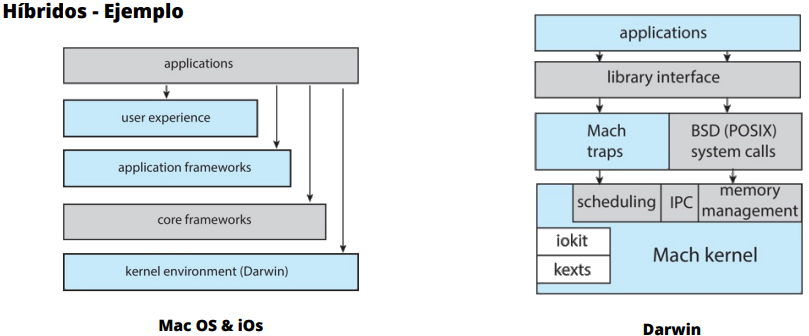 Híbridos - Ejemplo
applications
user experience
application frameworks
core frameworks
kernel environment (Darwin)
Mac OS & iOs
applications
library interface
Mach
traps
BSD (POSIX)
system calls
scheduling
IPC
memory
management
iokit
kexts
Mach kernel
Darwin